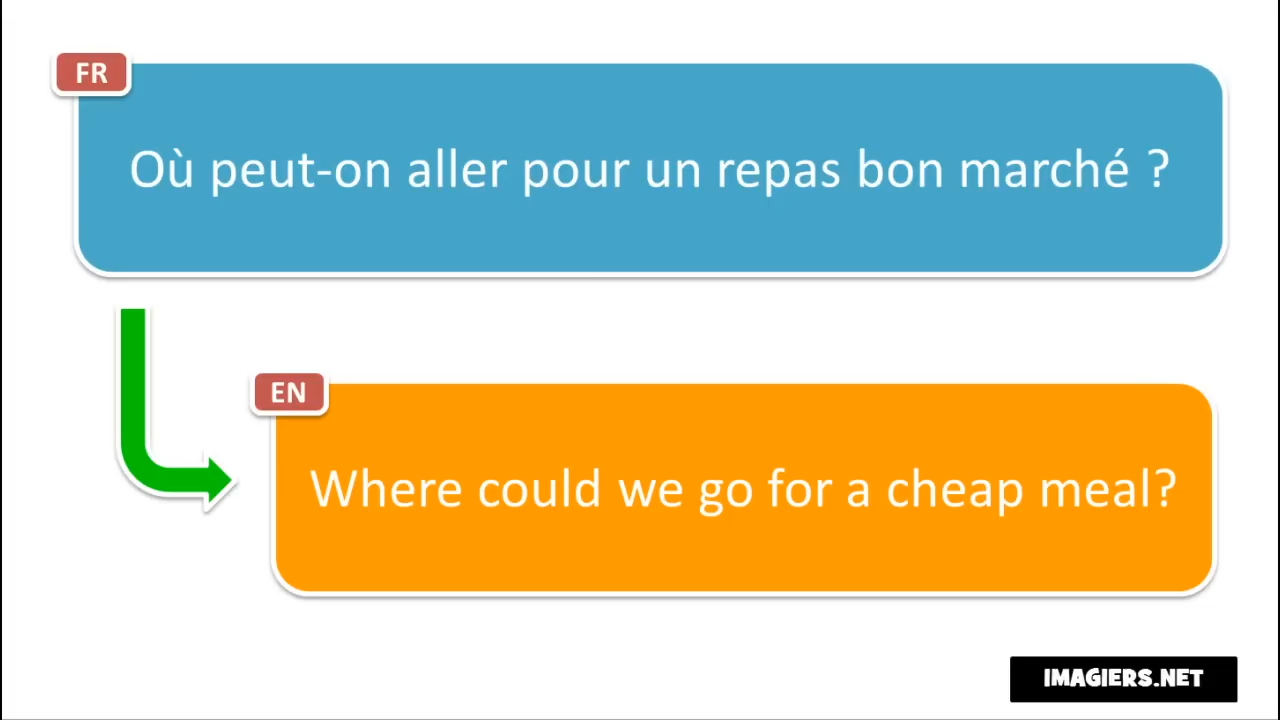 FR
Où peut-on aller pour un repas bon marché ?
EN
Where could we go for a cheap meal?
IMAGIERS.NET